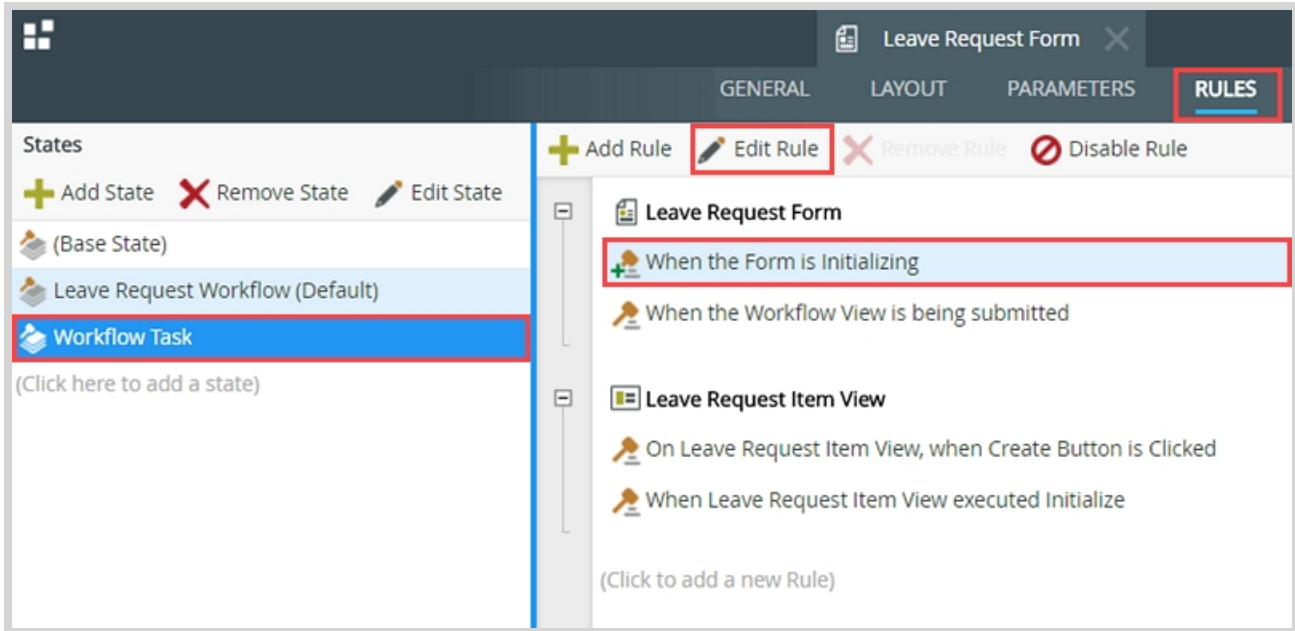 Leave Request Form
GENERAL LAYOUT PARAMETERS RULES
States
Add State Remove State Edit State
(Base State)
Leave Request Workflow (Default)
Workflow Task
(Click here to add a state)
Add Rule Edit Rule Remove Rule Disable Rule
Leave Request Form
When the Form is Initializing
When the Workflow View is being submitted
Leave Request Item View
On Leave Request Item View, when Create Button is Clicked
When Leave Request Item View executed Initialize
(Click to add a new Rule)